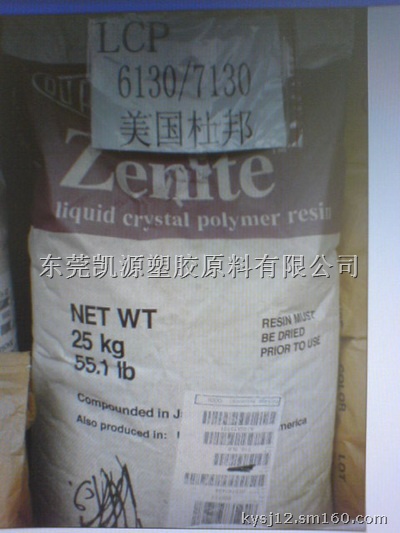 LCP
6130/7130
美国杜邦
Zenite
liquid crystal polymer resin
东莞凯源塑胶原料有限公司
NET WT
25 kg
55.1 lb
RESIN MUST
BE DRIED
PRIOR TO USE
Compounded in
Also produced in:
kysj12.sm160.com